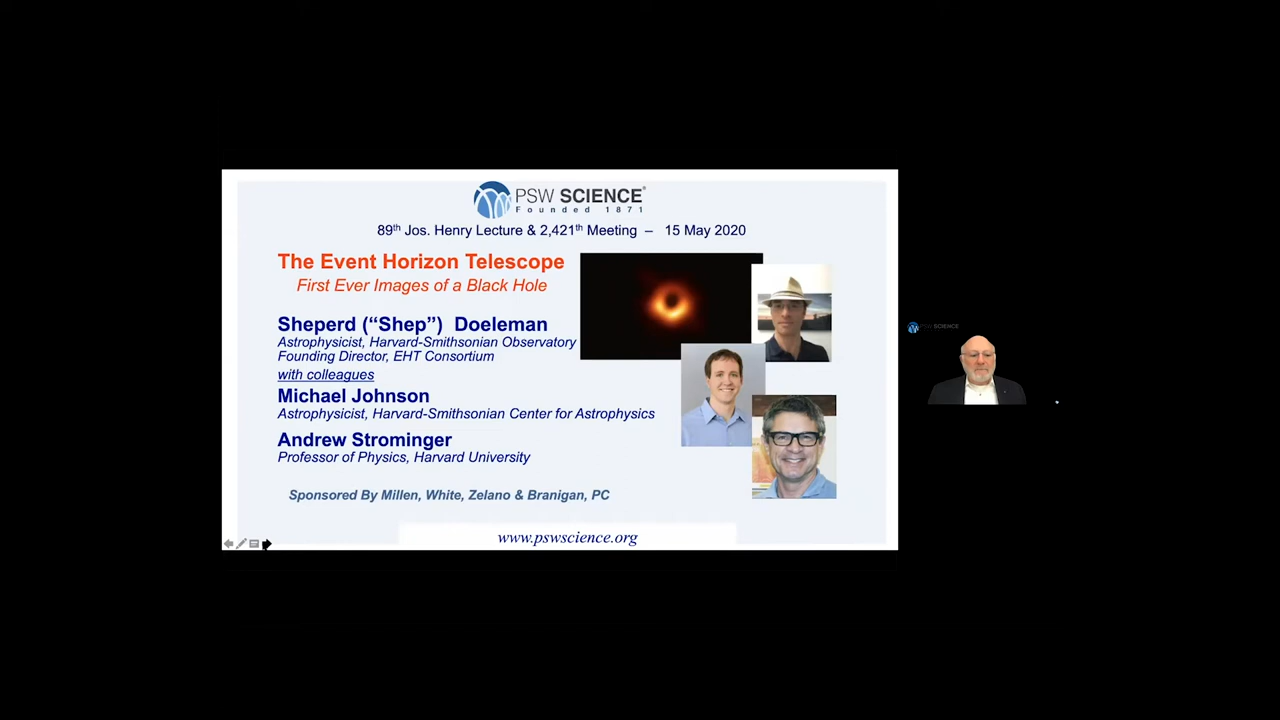 PSW SCIENCE®
Founded 1871
89th Jos. Henry Lecture & 2,421th Meeting – 15 May 2020
The Event Horizon Telescope
First Ever Images of a Black Hole
Sheperd (“Shep”) Doeleman
Astrophysicist, Harvard-Smithsonian Observatory
Founding Director, EHT Consortium
with colleagues
Michael Johnson
Astrophysicist, Harvard-Smithsonian Center for Astrophysics
Andrew Strominger
Professor of Physics, Harvard University
Sponsored By Millen, White, Zelano & Branigan, PC
www.pswscience.org
PSW SCIENCE